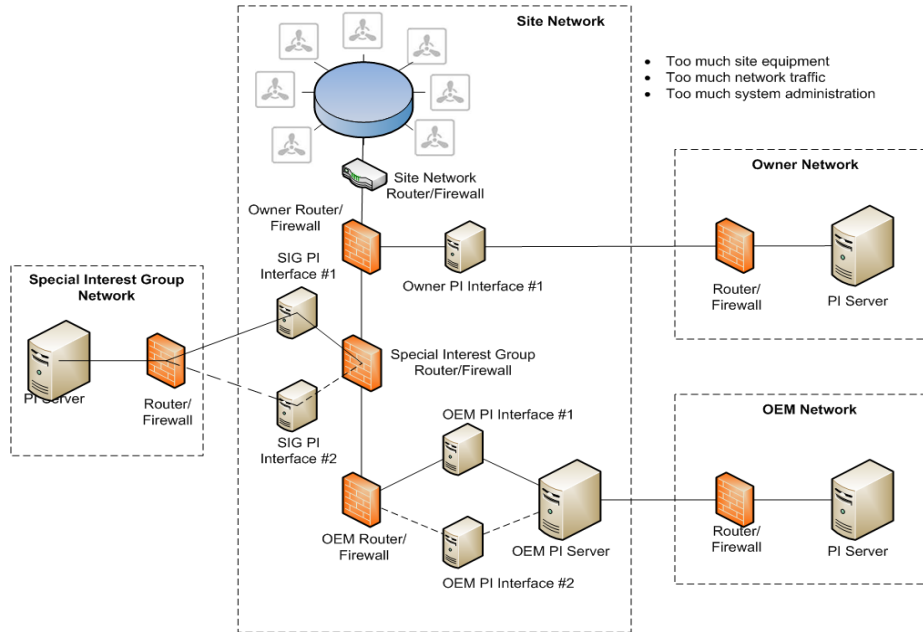 Site Network
• Too much site equipment
• Too much network traffic
• Too much system administration
Site Network
Router/Firewall
Owner Router/
Firewall
SIG PI
Interface #1
Owner PI Interface #1
Owner Network
Router/
Firewall
PI Server
Special Interest Group
Network
PI Server
Router/
Firewall
Special Interest Group
Router/Firewall
SIG PI
Interface #2
OEM PI Interface #1
OEM Router/
Firewall
OEM PI Server
OEM PI Interface #2
OEM Network
Router/
Firewall
PI Server